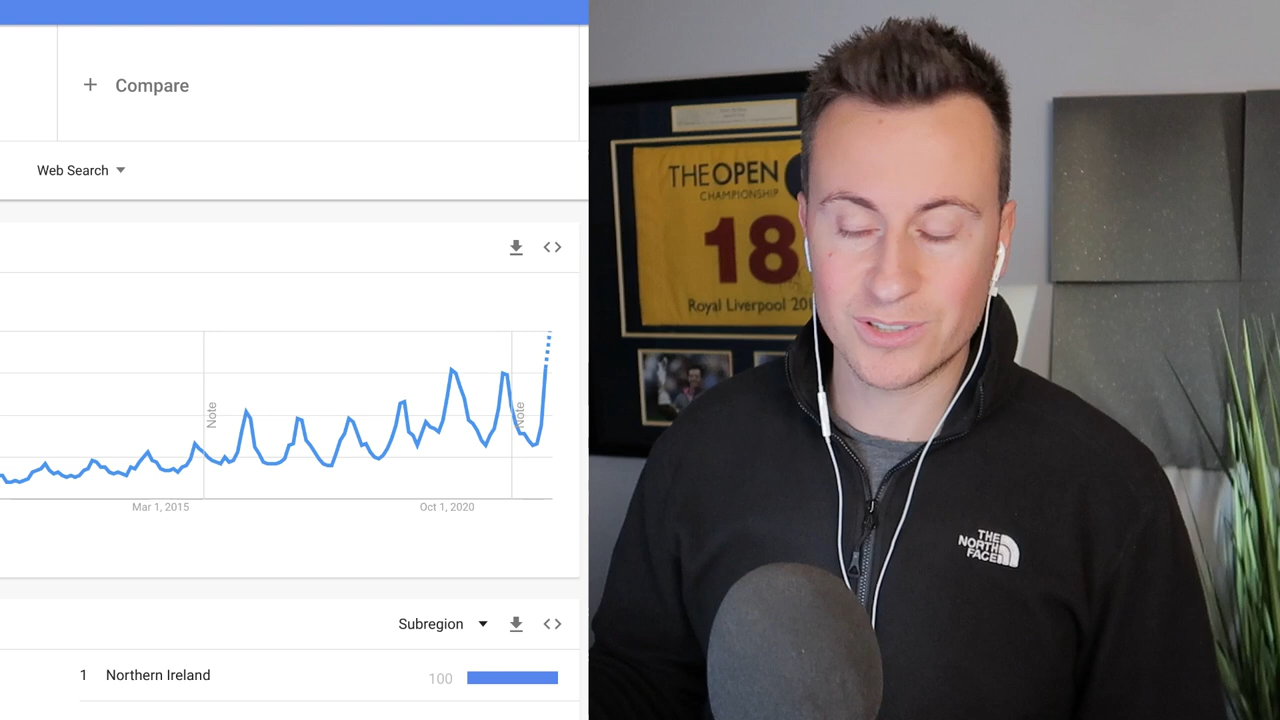 + Compare
Web Search
Note
Note
Mar 1, 2015
Oct 1, 2020
Subregion
1 Northern Ireland 100
THE OPEN
CHAMPIONSHIP
18
Royal Liverpool 201
THE
NORTH
FACE